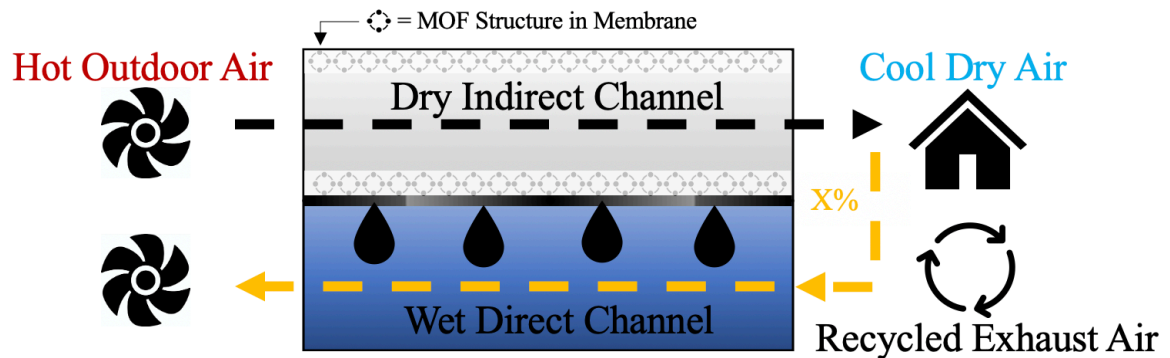 = MOF Structure in Membrane
Hot Outdoor Air
Cool Dry Air
Dry Indirect Channel
X%
Wet Direct Channel
Recycled Exhaust Air